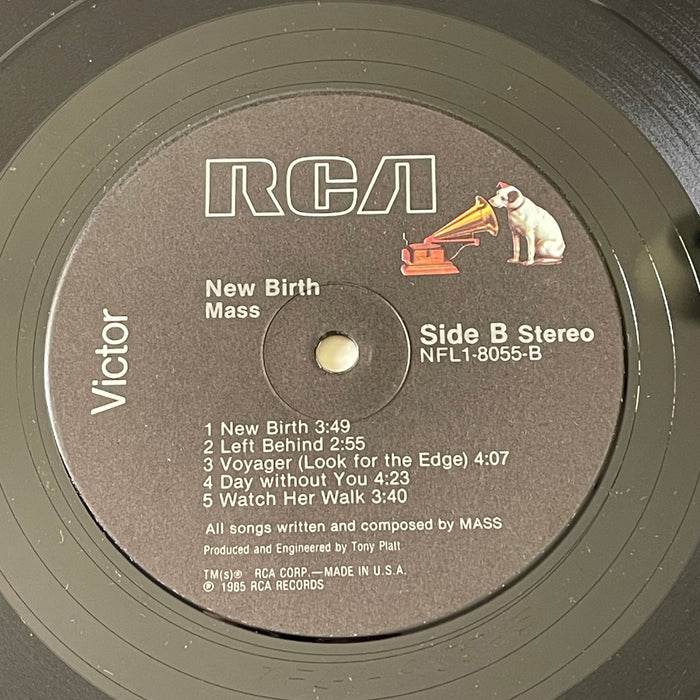 RCA
New Birth
Mass
Victor
Side B Stereo
NFL1-8055-B
1 New Birth 3:49
2 Left Behind 2:55
3 Voyager (Look for the Edge) 4:07
4 Day without You 4:23
5 Watch Her Walk 3:40
All songs written and composed by MASS
Produced and Engineered by Tony Platt
TM(s)® RCA CORP.—MADE IN U.S.A.
℗ 1985 RCA RECORDS